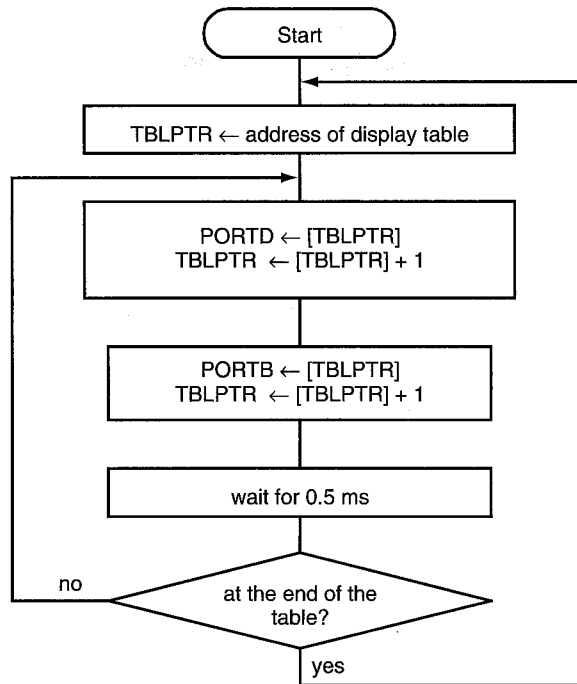 Start
TBLPTR ← address of display table
PORTD ← [TBLPTR]
TBLPTR ← [TBLPTR] + 1
PORTB ← [TBLPTR]
TBLPTR ← [TBLPTR] + 1
wait for 0.5 ms
at the end of the
table?
no
yes